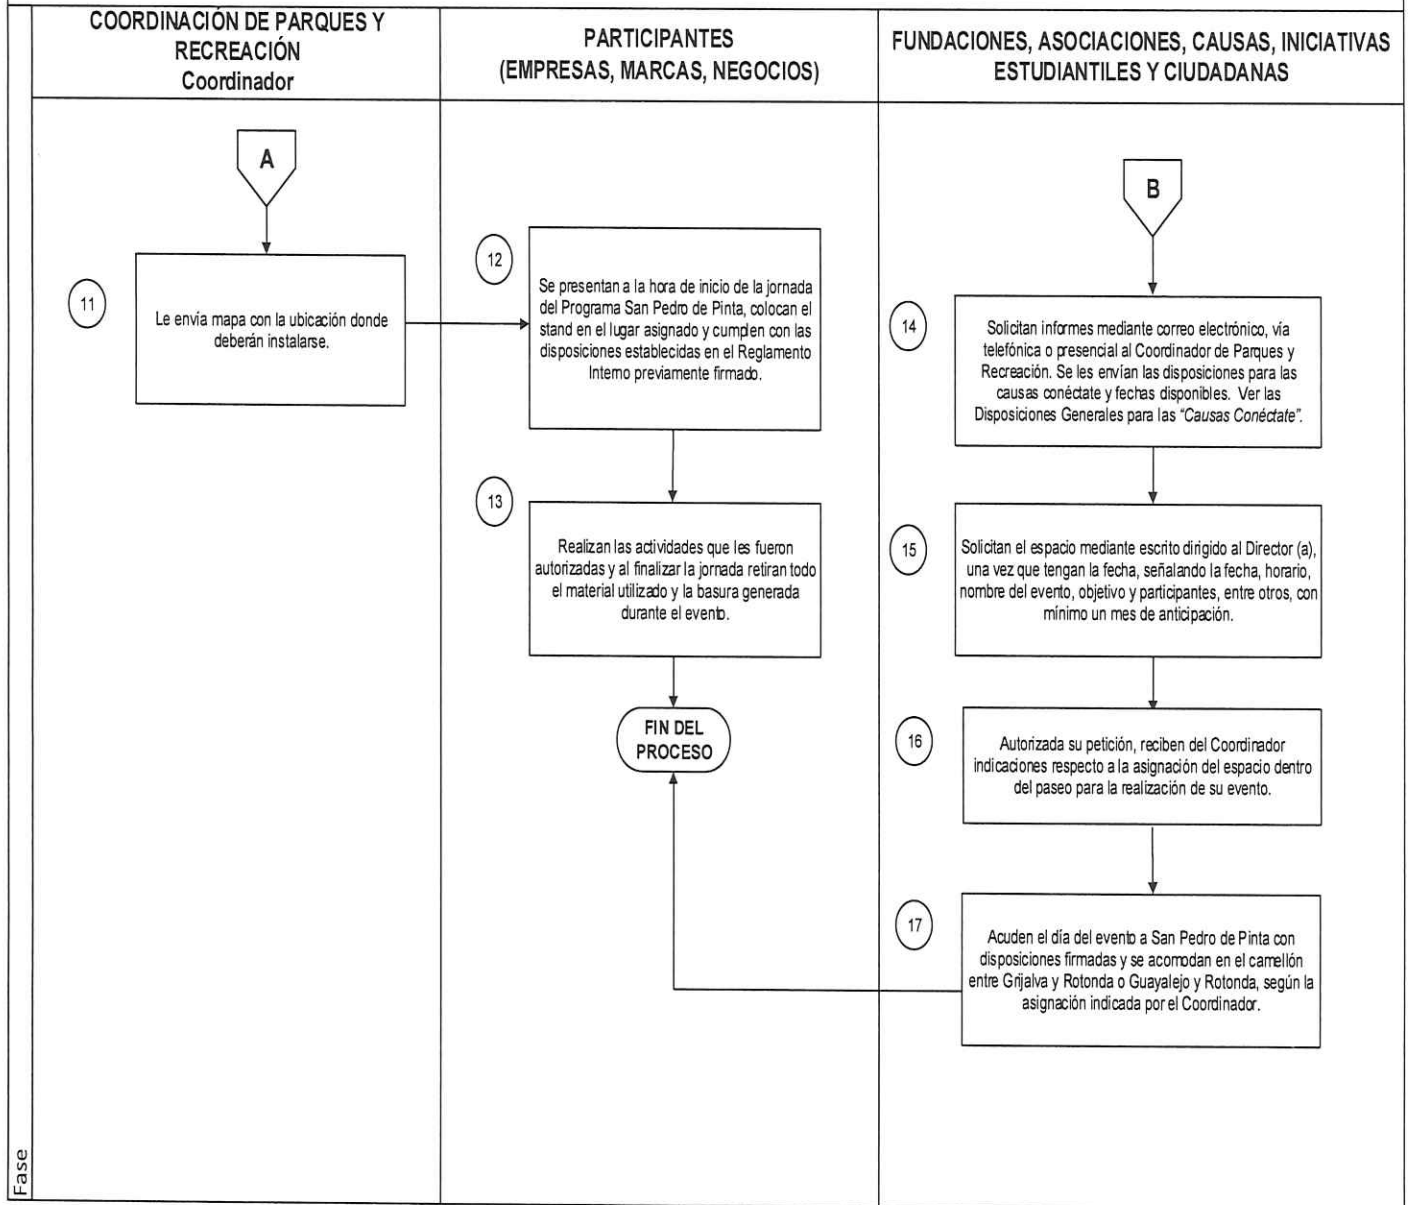 COORDINACIÓN DE PARQUES Y
RECREACIÓN
Coordinador
PARTICIPANTES
(EMPRESAS, MARCAS, NEGOCIOS)
FUNDACIONES, ASOCIACIONES, CAUSAS, INICIATIVAS
ESTUDIANTILES Y CIUDADANAS
A
11
Le envía mapa con la ubicación donde
deberán instalarse.
12
Se presentan a la hora de inicio de la jornada
del Programa San Pedro de Pinta, colocan el
stand en el lugar asignado y cumplen con las
disposiciones establecidas en el Reglamento
Interno previamente firmado.
13
Realizan las actividades que les fueron
autorizadas y al finalizar la jornada retiran todo
el material utilizado y la basura generada
durante el evento.
FIN DEL
PROCESO
B
14
Solicitan informes mediante correo electrónico, vía
telefónica o presencial al Coordinador de Parques y
Recreación. Se les envían las disposiciones para las
causas conéctate y fechas disponibles. Ver las
Disposiciones Generales para las "Causas Conéctate".
15
Solicitan el espacio mediante escrito dirigido al Director (a),
una vez que tengan la fecha, señalando la fecha, horario,
nombre del evento, objetivo y participantes, entre otros, con
mínimo un mes de anticipación.
16
Autorizada su petición, reciben del Coordinador
indicaciones respecto a la asignación del espacio dentro
del paseo para la realización de su evento.
17
Acuden el día del evento a San Pedro de Pinta con
disposiciones firmadas y se acomodan en el camellón
entre Grijalva y Rotonda o Guayalejo y Rotonda, según la
asignación indicada por el Coordinador.
Fase